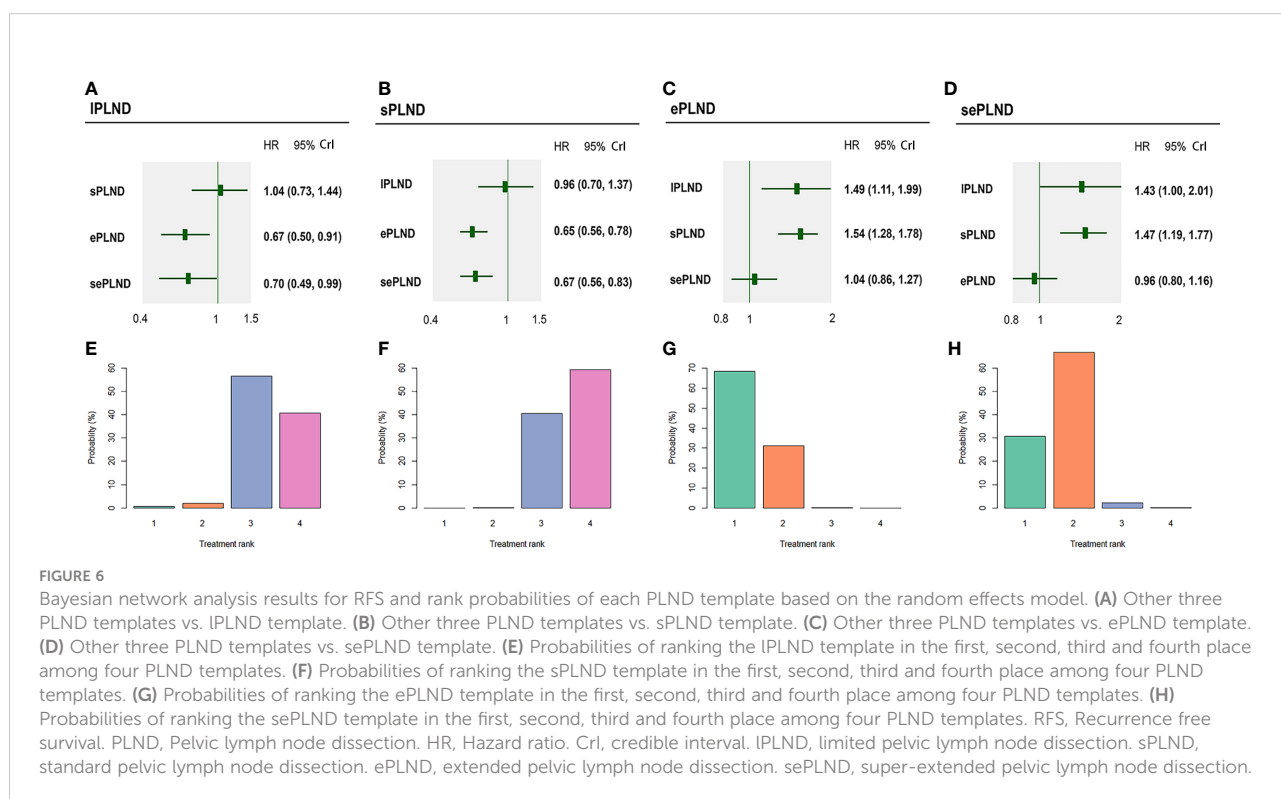 A
lPLND
HR 95% CrI
sPLND 1.04 (0.73, 1.44)
ePLND 0.67 (0.50, 0.91)
sePLND 0.70 (0.49, 0.99)
0.4 1 1.5
B
sPLND
HR 95% CrI
lPLND 0.96 (0.70, 1.37)
ePLND 0.65 (0.56, 0.78)
sePLND 0.67 (0.56, 0.83)
0.4 1 1.5
C
ePLND
HR 95% CrI
lPLND 1.49 (1.11, 1.99)
sPLND 1.54 (1.28, 1.78)
sePLND 1.04 (0.86, 1.27)
0.8 1 2
D
sePLND
HR 95% CrI
lPLND 1.43 (1.00, 2.01)
sPLND 1.47 (1.19, 1.77)
ePLND 0.96 (0.80, 1.16)
0.8 1 2
E
Probability (%)
60
50
40
30
20
10
0
1 2 3 4
Treatment rank
F
Probability (%)
60
50
40
30
20
10
0
1 2 3 4
Treatment rank
G
Probability (%)
70
60
50
40
30
20
10
0
1 2 3 4
Treatment rank
H
Probability (%)
60
50
40
30
20
10
0
1 2 3 4
Treatment rank
FIGURE 6
Bayesian network analysis results for RFS and rank probabilities of each PLND template based on the random effects model. (A) Other three
PLND templates vs. lPLND template. (B) Other three PLND templates vs. sPLND template. (C) Other three PLND templates vs. ePLND template.
(D) Other three PLND templates vs. sePLND template. (E) Probabilities of ranking the lPLND template in the first, second, third and fourth place
among four PLND templates. (F) Probabilities of ranking the sPLND template in the first, second, third and fourth place among four PLND
templates. (G) Probabilities of ranking the ePLND template in the first, second, third and fourth place among four PLND templates. (H)
Probabilities of ranking the sePLND template in the first, second, third and fourth place among four PLND templates. RFS, Recurrence free
survival. PLND, Pelvic lymph node dissection. HR, Hazard ratio. CrI, credible interval. lPLND, limited pelvic lymph node dissection. sPLND,
standard pelvic lymph node dissection. ePLND, extended pelvic lymph node dissection. sePLND, super-extended pelvic lymph node dissection.